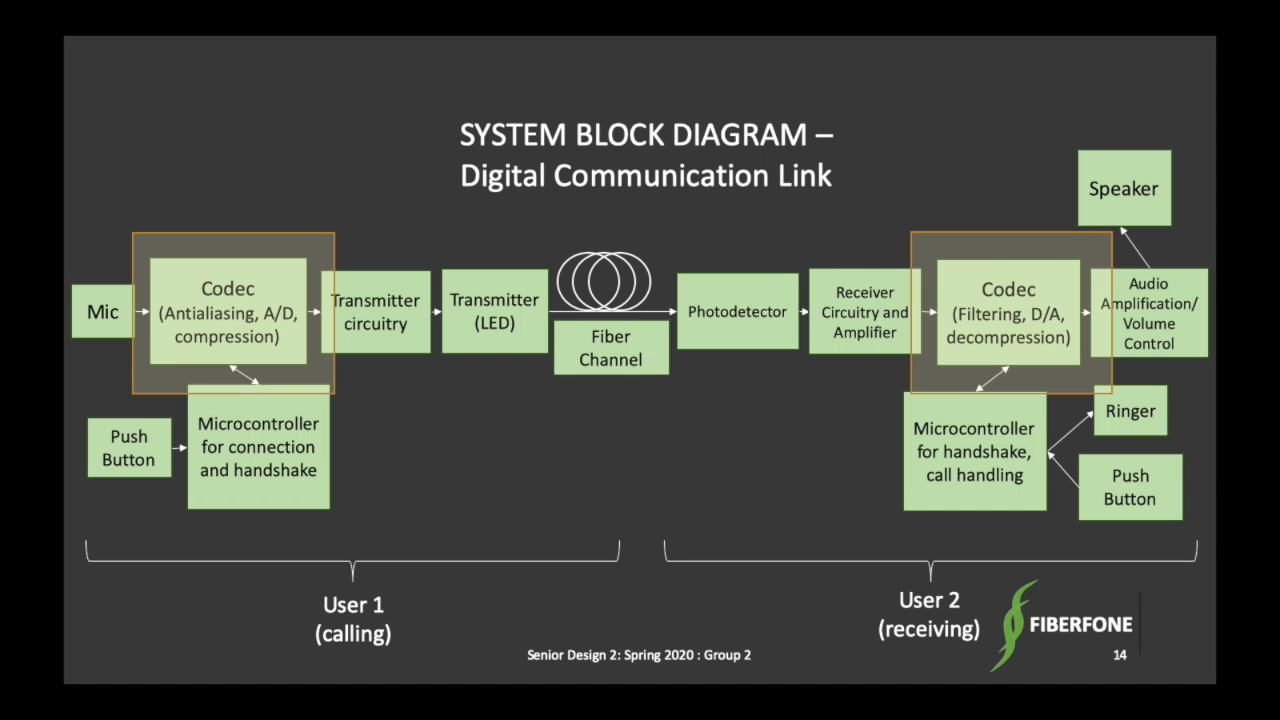 SYSTEM BLOCK DIAGRAM –
Digital Communication Link
Speaker
Mic
Codec
(Antialiasing, A/D,
compression)
Transmitter
circuitry
Transmitter
(LED)
Fiber
Channel
Photodetector
Receiver
Circuitry and
Amplifier
Codec
(Filtering, D/A,
decompression)
Audio
Amplification/
Volume
Control
Push
Button
Microcontroller
for connection
and handshake
Microcontroller
for handshake,
call handling
Ringer
Push
Button
User 1
(calling)
User 2
(receiving)
FIBERFONE
Senior Design 2: Spring 2020 : Group 2
14